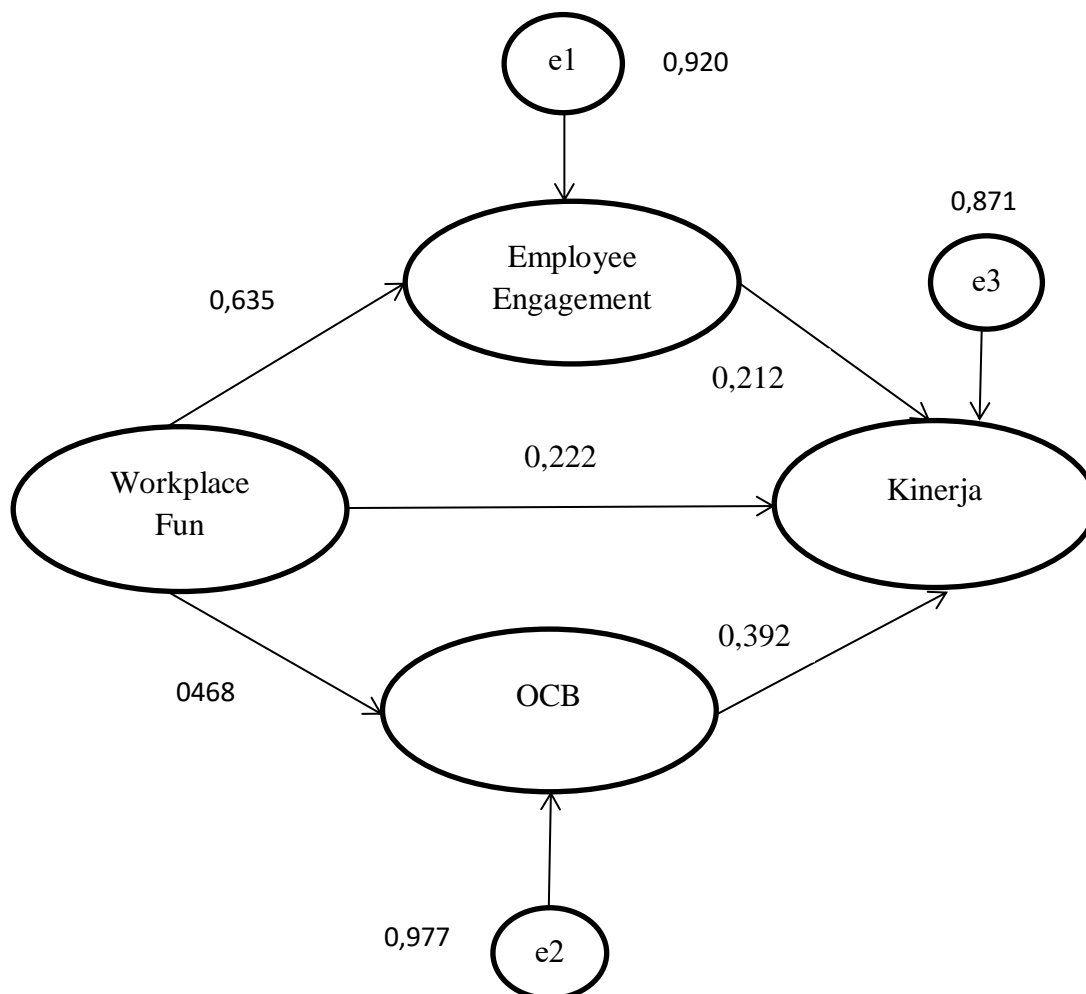 e1
0,920
0,871
Employee
Engagement
e3
0,635
0,212
0,222
Workplace
Fun
Kinerja
0,392
0468
OCB
0,977
e2